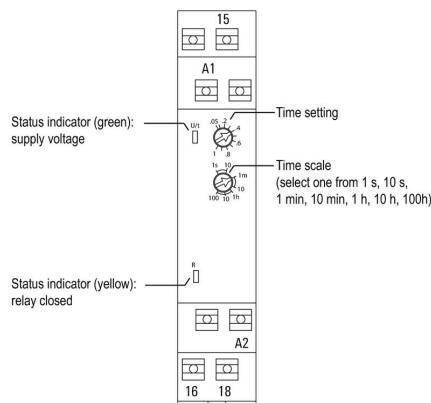 15
A1
Status indicator (green):
supply voltage
U/t
.05 .2
.4
.6
1 .8
Time setting
1s 10
1m
10
100 10 1h
Time scale
(select one from 1 s, 10 s,
1 min, 10 min, 1 h, 10 h, 100h)
Status indicator (yellow):
relay closed
R
A2
16 18